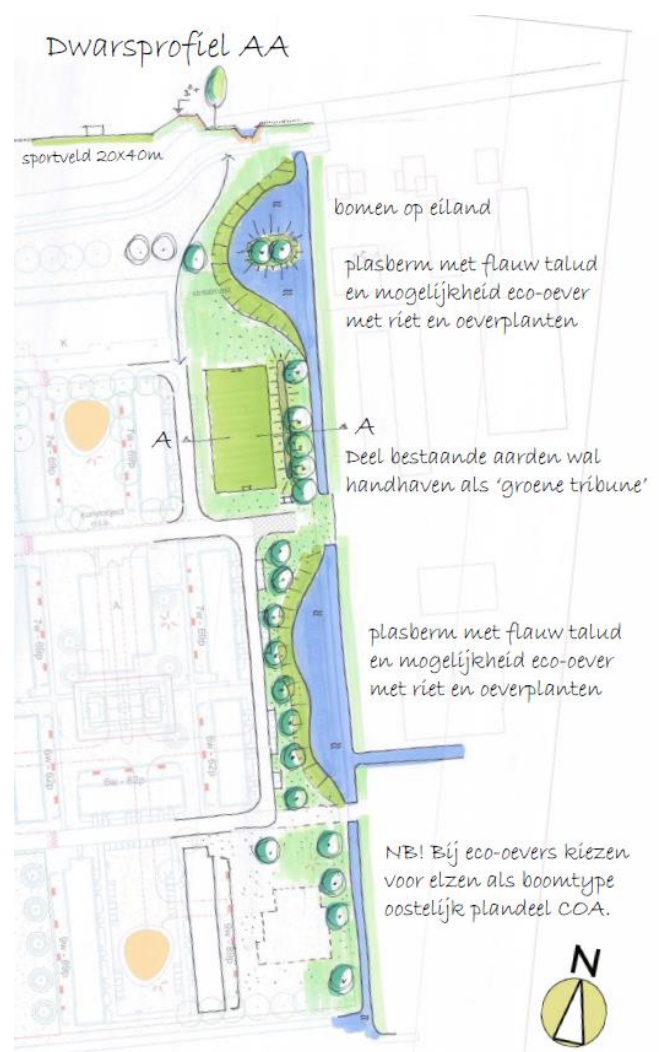 Dwarsprofiel AA
sportveld 20x40m
bomen op eiland
plasberm met flauw talud
en mogelijkheid eco-oever
met riet en oeverplanten
K
A
A
Deel bestaande aarden wal
handhaven als ‘groene tribune’
A
plasberm met flauw talud
en mogelijkheid eco-oever
met riet en oeverplanten
6w - 62p
NB! Bij eco-oevers kiezen
voor elzen als boomtype
oostelijk plandeel COA.
N